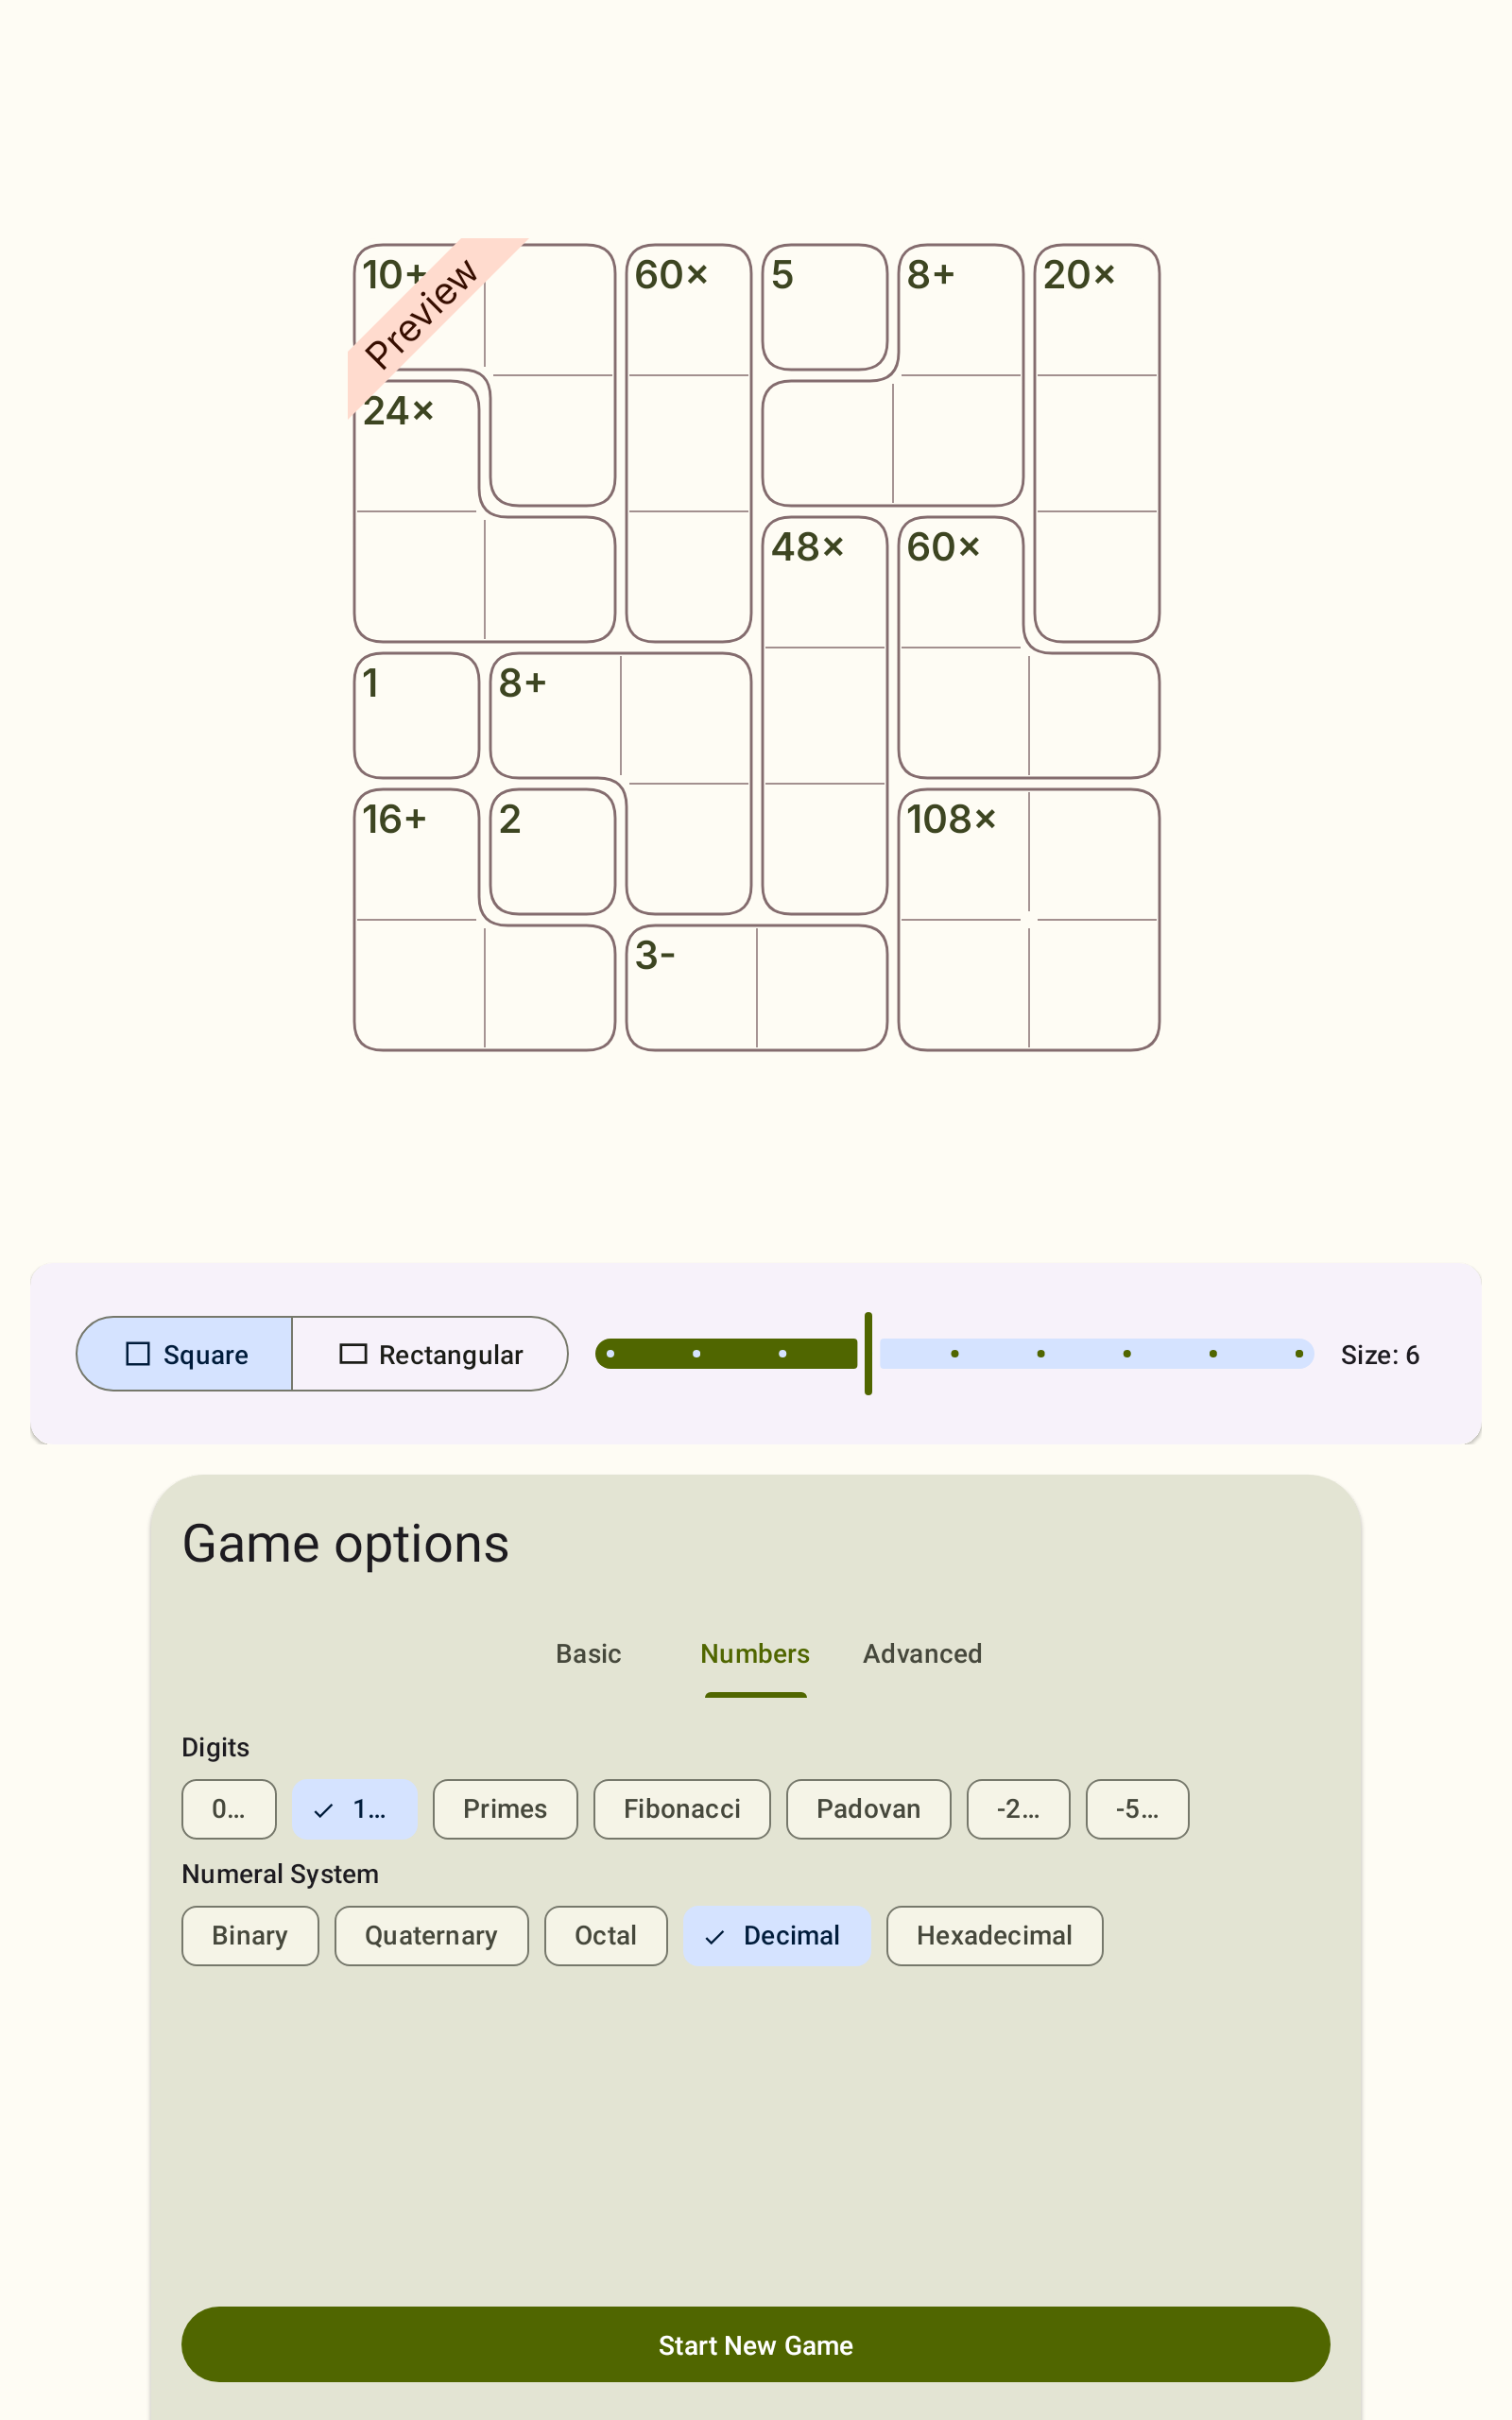 10+ 60× 5 8+ 20×
Preview
24×
48× 60×
1 8+
16+ 2 108×
3-
Square Rectangular Size: 6
Game options
Basic Numbers Advanced
Digits
0... 1... Primes Fibonacci Padovan -2... -5...
Numeral System
Binary Quaternary Octal Decimal Hexadecimal
Start New Game